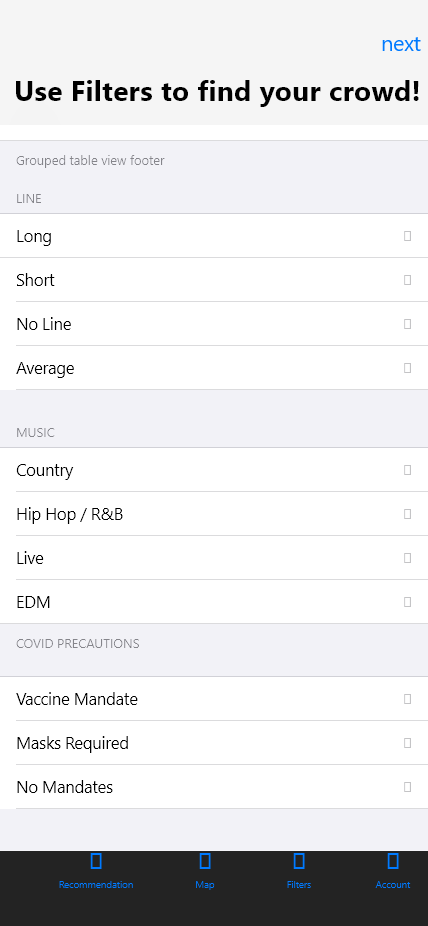 next
Use Filters to find your crowd!
Grouped table view footer
LINE
Long
Short
No Line
Average
MUSIC
Country
Hip Hop / R&B
Live
EDM
COVID PRECAUTIONS
Vaccine Mandate
Masks Required
No Mandates
Recommendation Map Filters Account